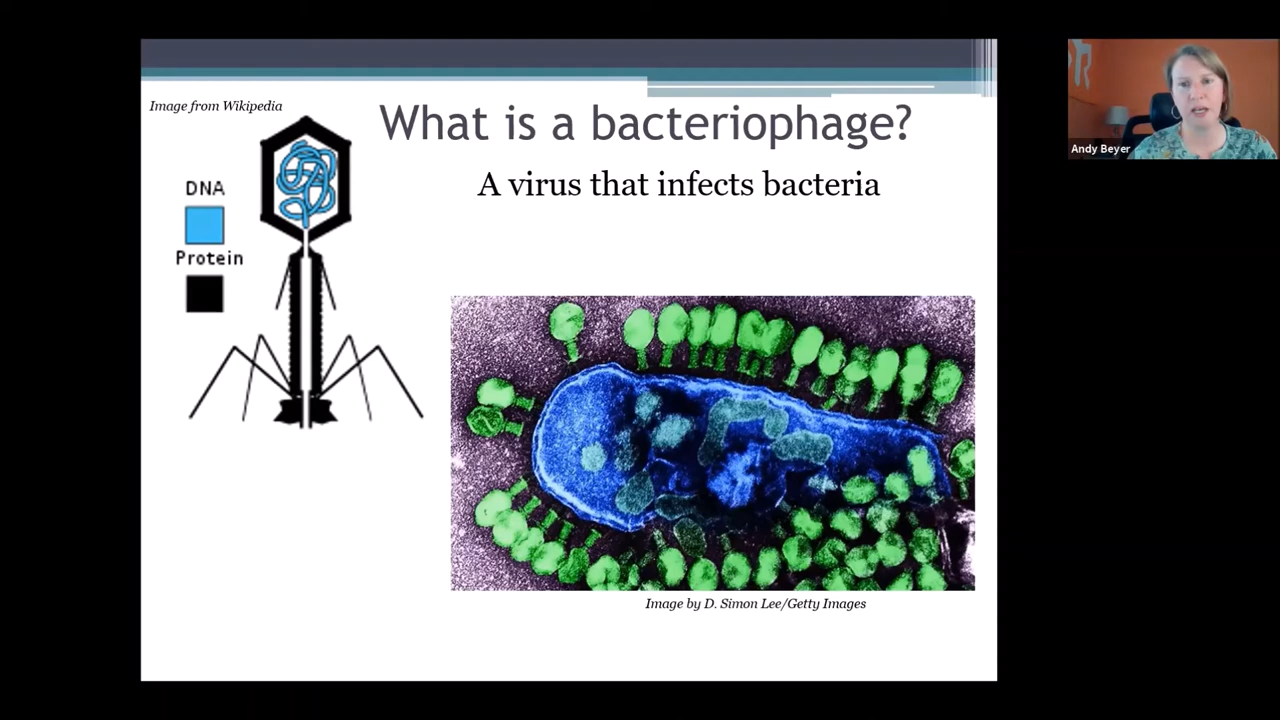 Image from Wikipedia
What is a bacteriophage?
A virus that infects bacteria
DNA
Protein
Image by D. Simon Lee/Getty Images
Andy Beyer